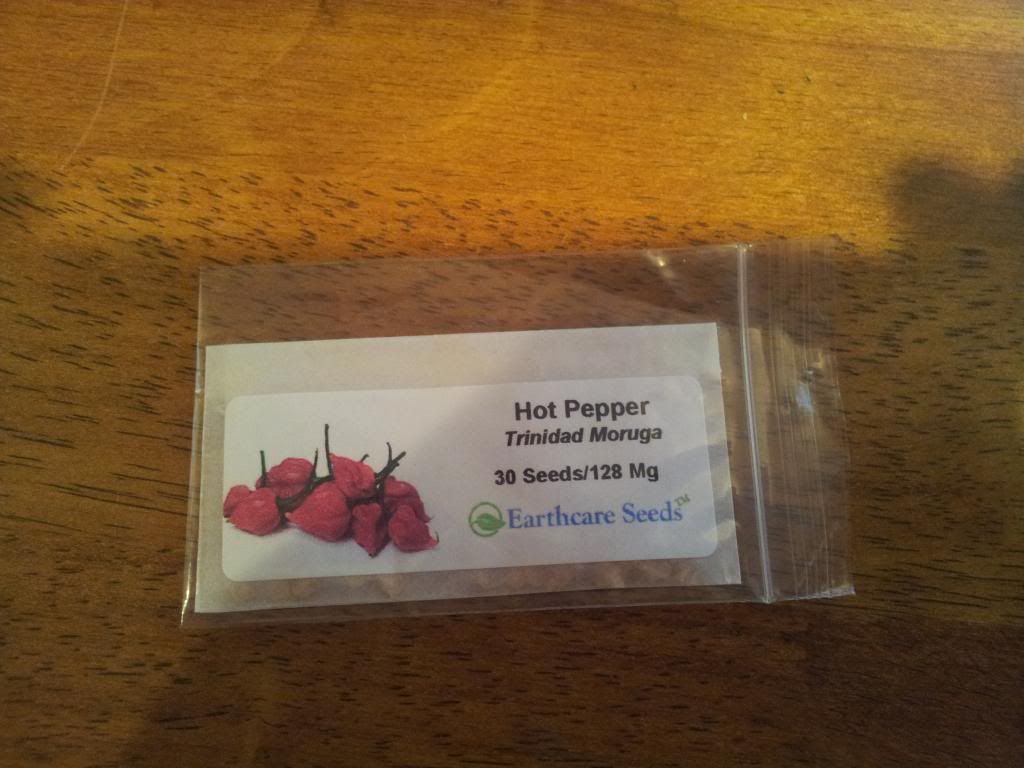 Hot Pepper
Trinidad Moruga
30 Seeds/128 Mg
Earthcare Seeds™